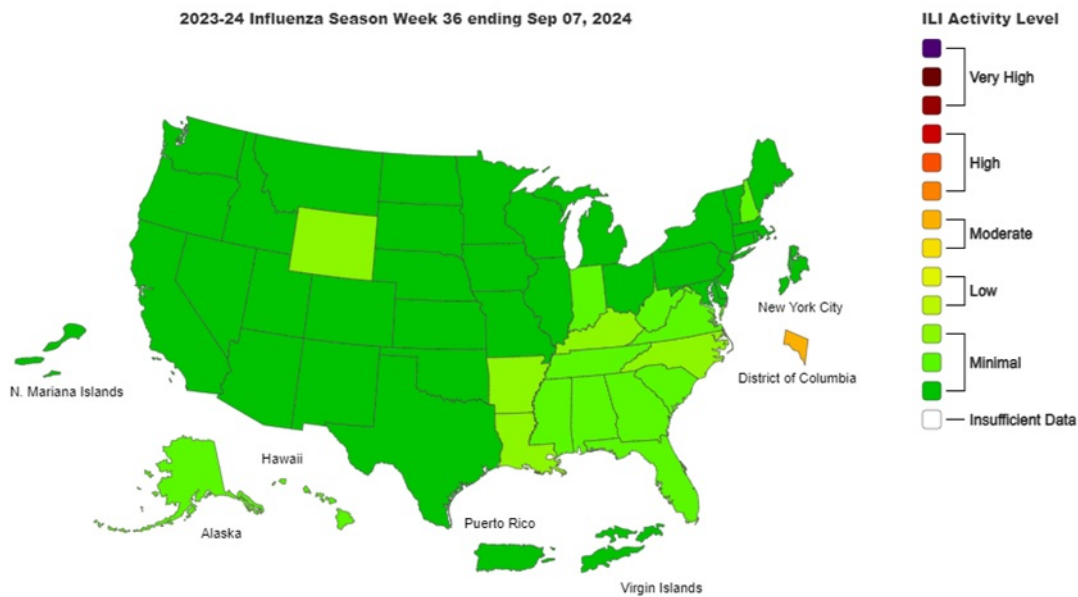 2023-24 Influenza Season Week 36 ending Sep 07, 2024
ILI Activity Level
Very High
High
Moderate
Low
Minimal
Insufficient Data
New York City
District of Columbia
N. Mariana Islands
Hawaii
Alaska
Puerto Rico
Virgin Islands